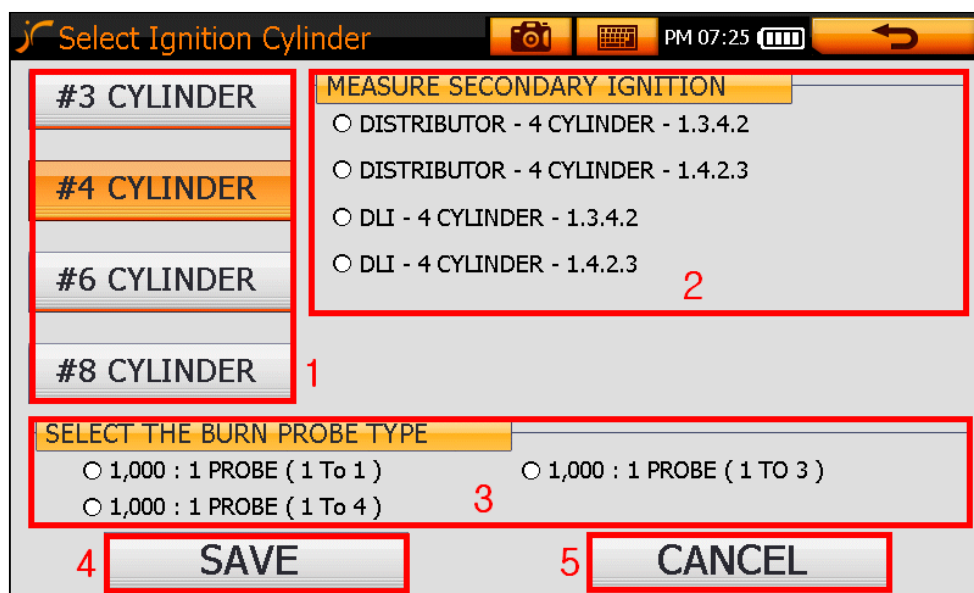 Select Ignition Cylinder PM 07:25
#3 CYLINDER
#4 CYLINDER
#6 CYLINDER
#8 CYLINDER
1
MEASURE SECONDARY IGNITION
DISTRIBUTOR - 4 CYLINDER - 1.3.4.2
DISTRIBUTOR - 4 CYLINDER - 1.4.2.3
DLI - 4 CYLINDER - 1.3.4.2
DLI - 4 CYLINDER - 1.4.2.3
2
SELECT THE BURN PROBE TYPE
1,000 : 1 PROBE ( 1 To 1 ) 1,000 : 1 PROBE ( 1 TO 3 )
1,000 : 1 PROBE ( 1 To 4 ) 3
4 SAVE 5 CANCEL